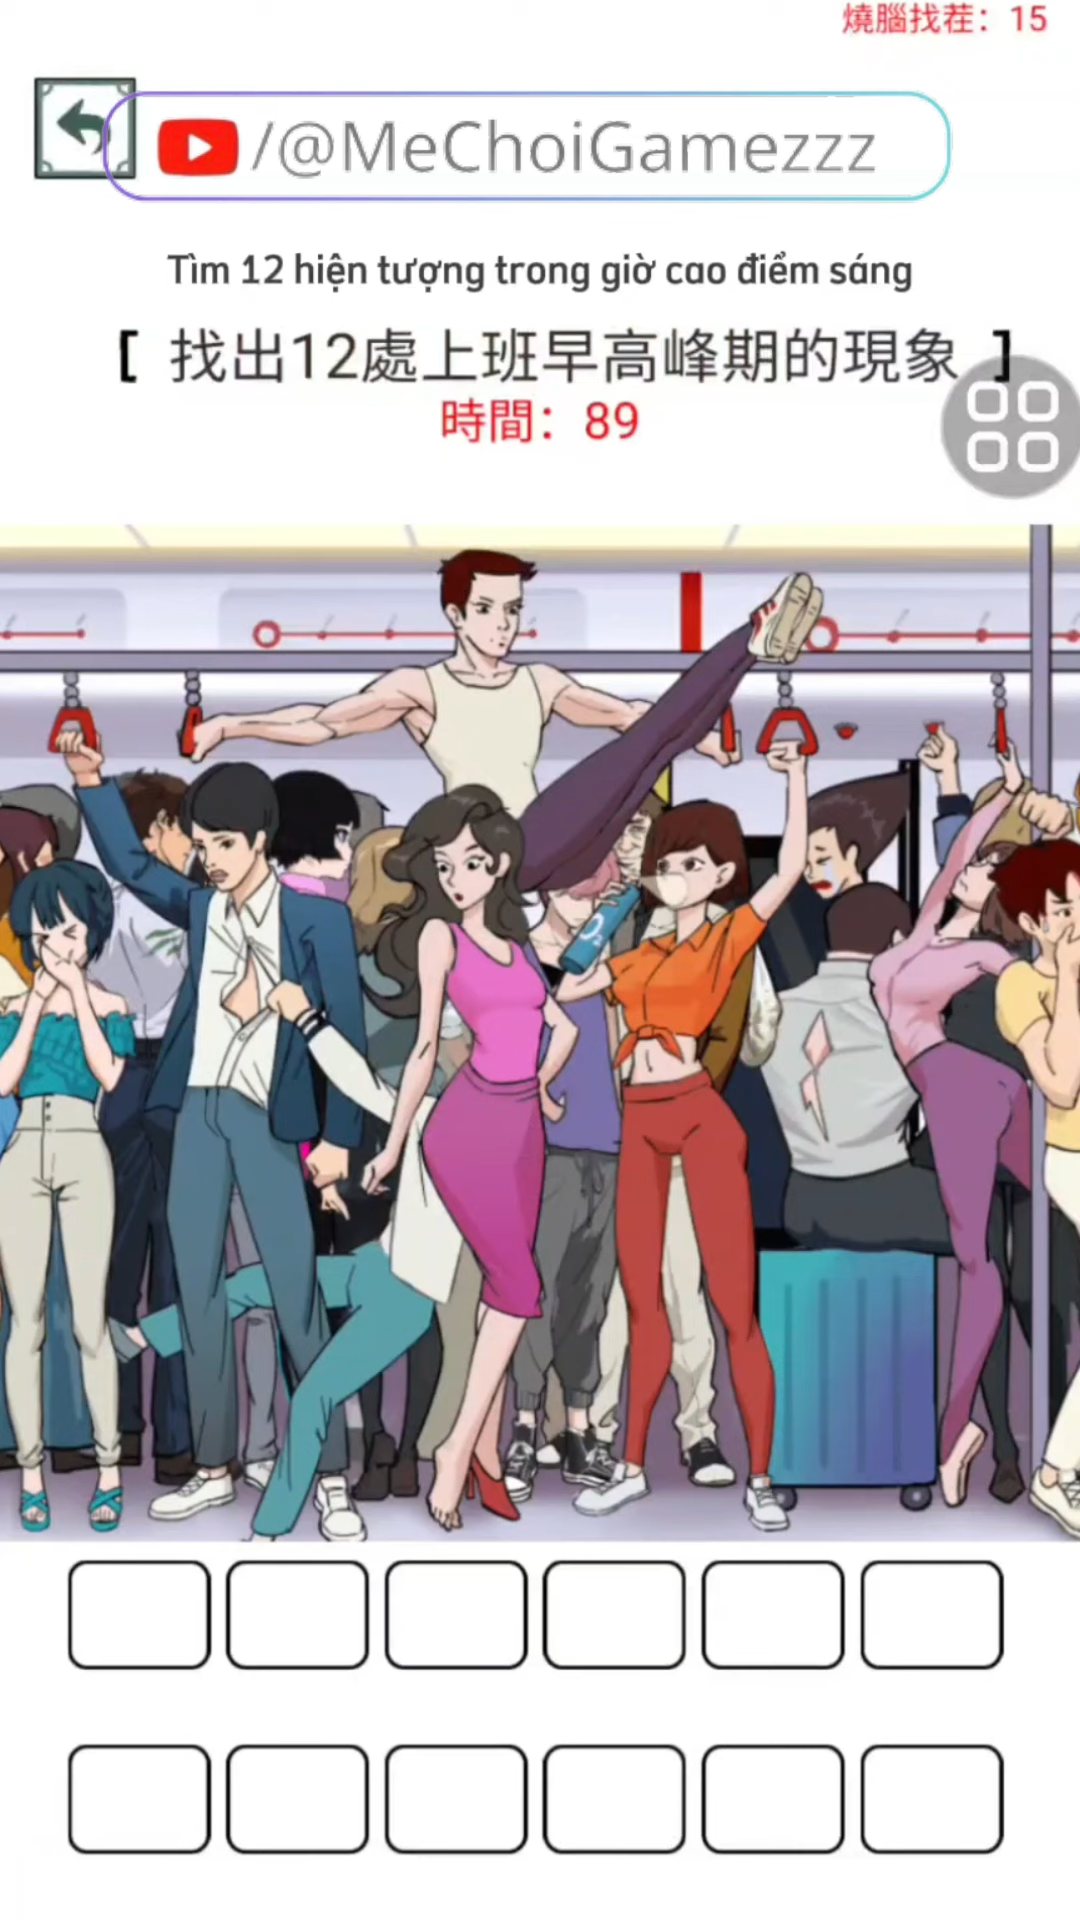 燒腦找茬：15
/@MeChoiGamezzz
Tìm 12 hiện tượng trong giờ cao điểm sáng
[ 找出12處上班早高峰期的現象 ]
時間：89
O₂